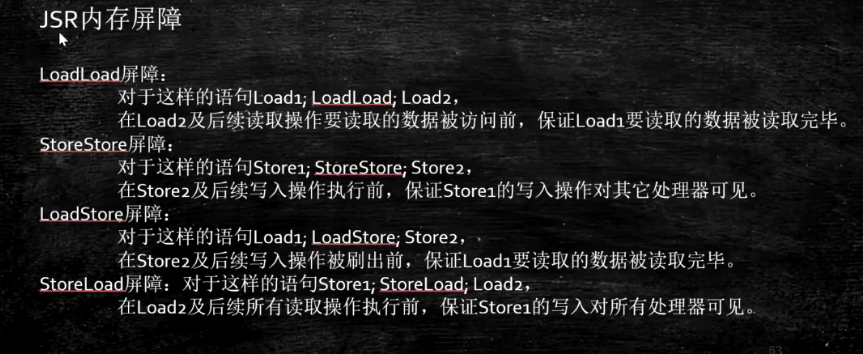 JSR内存屏障
LoadLoad屏障：
对于这样的语句Load1; LoadLoad; Load2，
在Load2及后续读取操作要读取的数据被访问前，保证Load1要读取的数据被读取完毕。
StoreStore屏障：
对于这样的语句Store1; StoreStore; Store2，
在Store2及后续写入操作执行前，保证Store1的写入操作对其它处理器可见。
LoadStore屏障：
对于这样的语句Load1; LoadStore; Store2，
在Store2及后续写入操作被刷出前，保证Load1要读取的数据被读取完毕。
StoreLoad屏障：对于这样的语句Store1; StoreLoad; Load2，
在Load2及后续所有读取操作执行前，保证Store1的写入对所有处理器可见。
53